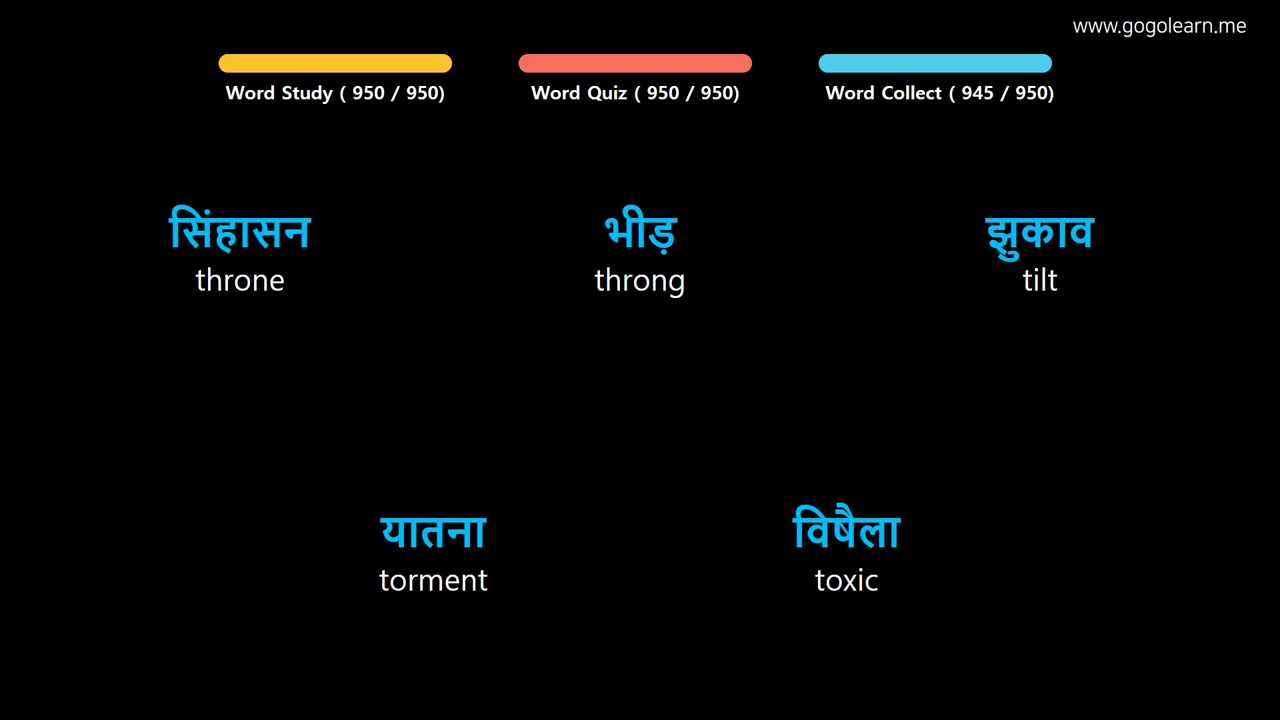 www.gogolearn.me
Word Study ( 950 / 950)
Word Quiz ( 950 / 950)
Word Collect ( 945 / 950)
सिंहासन
throne
भीड़
throng
झुकाव
tilt
यातना
torment
विषैला
toxic